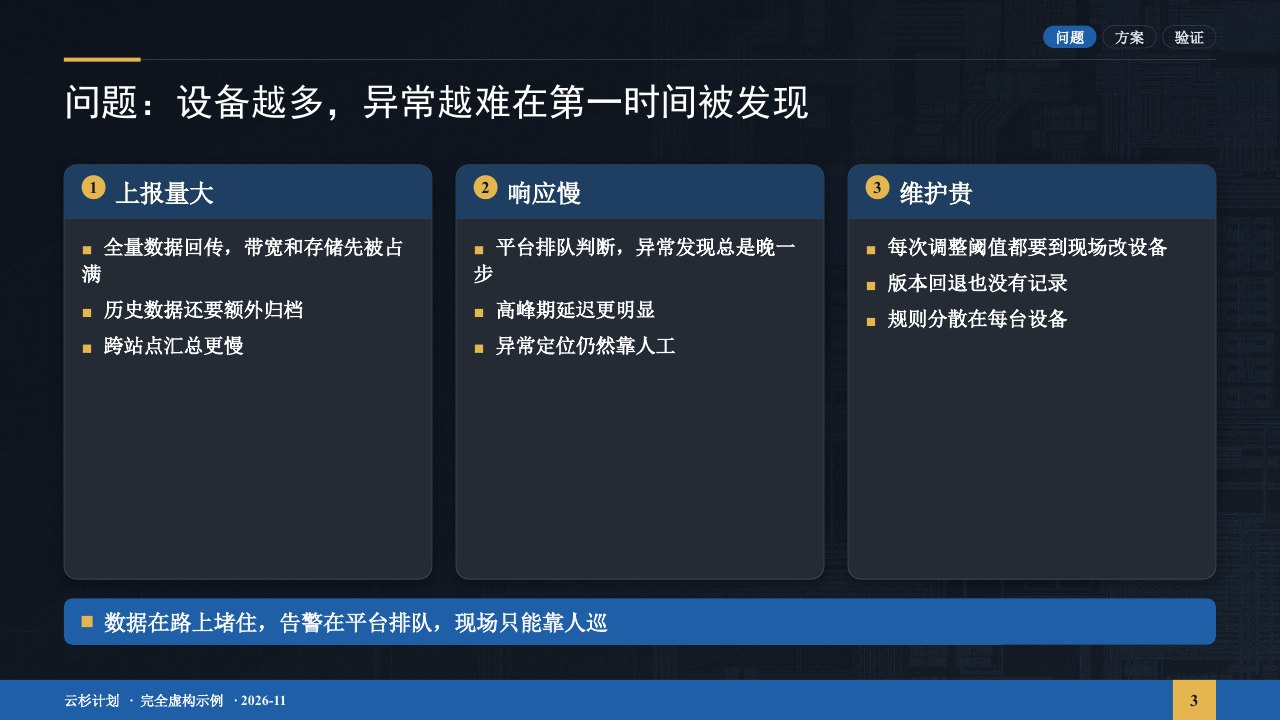 问题 方案 验证
问题：设备越多，异常越难在第一时间被发现
1 上报量大
■ 全量数据回传，带宽和存储先被占
满
■ 历史数据还要额外归档
■ 跨站点汇总更慢
2 响应慢
■ 平台排队判断，异常发现总是晚一
步
■ 高峰期延迟更明显
■ 异常定位仍然靠人工
3 维护贵
■ 每次调整阈值都要到现场改设备
■ 版本回退也没有记录
■ 规则分散在每台设备
■ 数据在路上堵住，告警在平台排队，现场只能靠人巡
云杉计划 · 完全虚构示例 · 2026-11
3